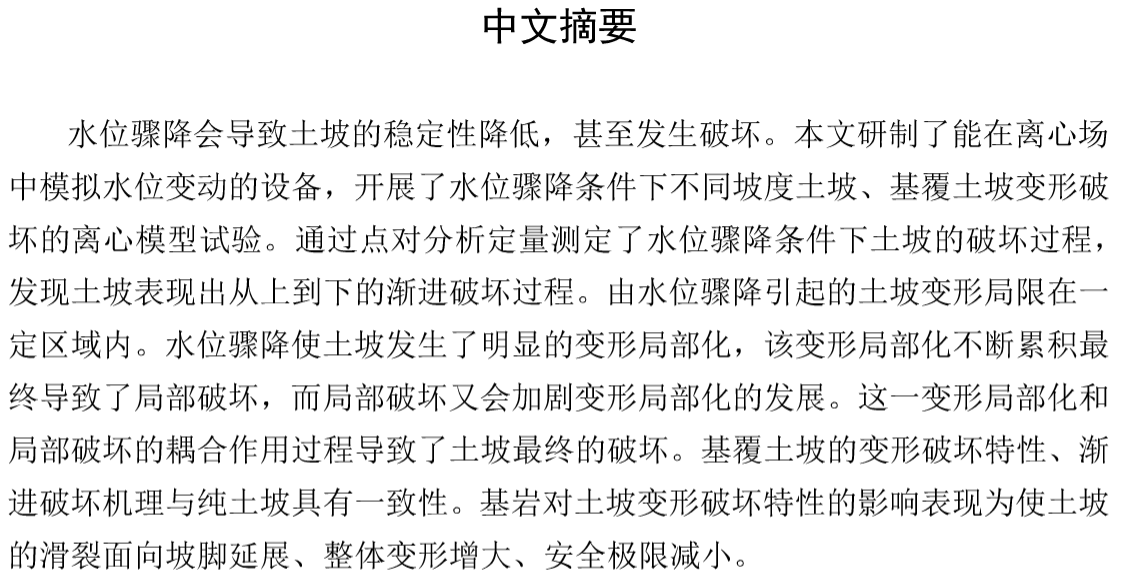 中文摘要
水位骤降会导致土坡的稳定性降低，甚至发生破坏。本文研制了能在离心场
中模拟水位变动的设备，开展了水位骤降条件下不同坡度土坡、基覆土坡变形破
坏的离心模型试验。通过点对分析定量测定了水位骤降条件下土坡的破坏过程，
发现土坡表现出从上到下的渐进破坏过程。由水位骤降引起的土坡变形局限在一
定区域内。水位骤降使土坡发生了明显的变形局部化，该变形局部化不断累积最
终导致了局部破坏，而局部破坏又会加剧变形局部化的发展。这一变形局部化和
局部破坏的耦合作用过程导致了土坡最终的破坏。基覆土坡的变形破坏特性、渐
进破坏机理与纯土坡具有一致性。基岩对土坡变形破坏特性的影响表现为使土坡
的滑裂面向坡脚延展、整体变形增大、安全极限减小。